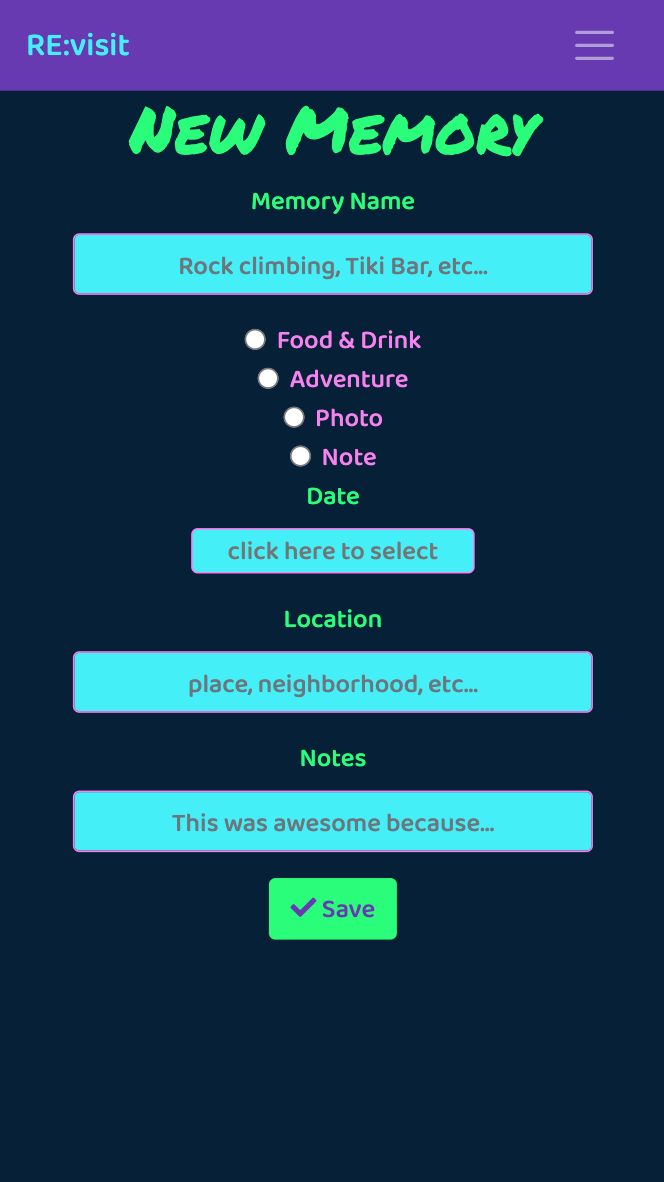 RE:visit
New Memory
Memory Name
Rock climbing, Tiki Bar, etc...
Food & Drink
Adventure
Photo
Note
Date
click here to select
Location
place, neighborhood, etc...
Notes
This was awesome because...
Save